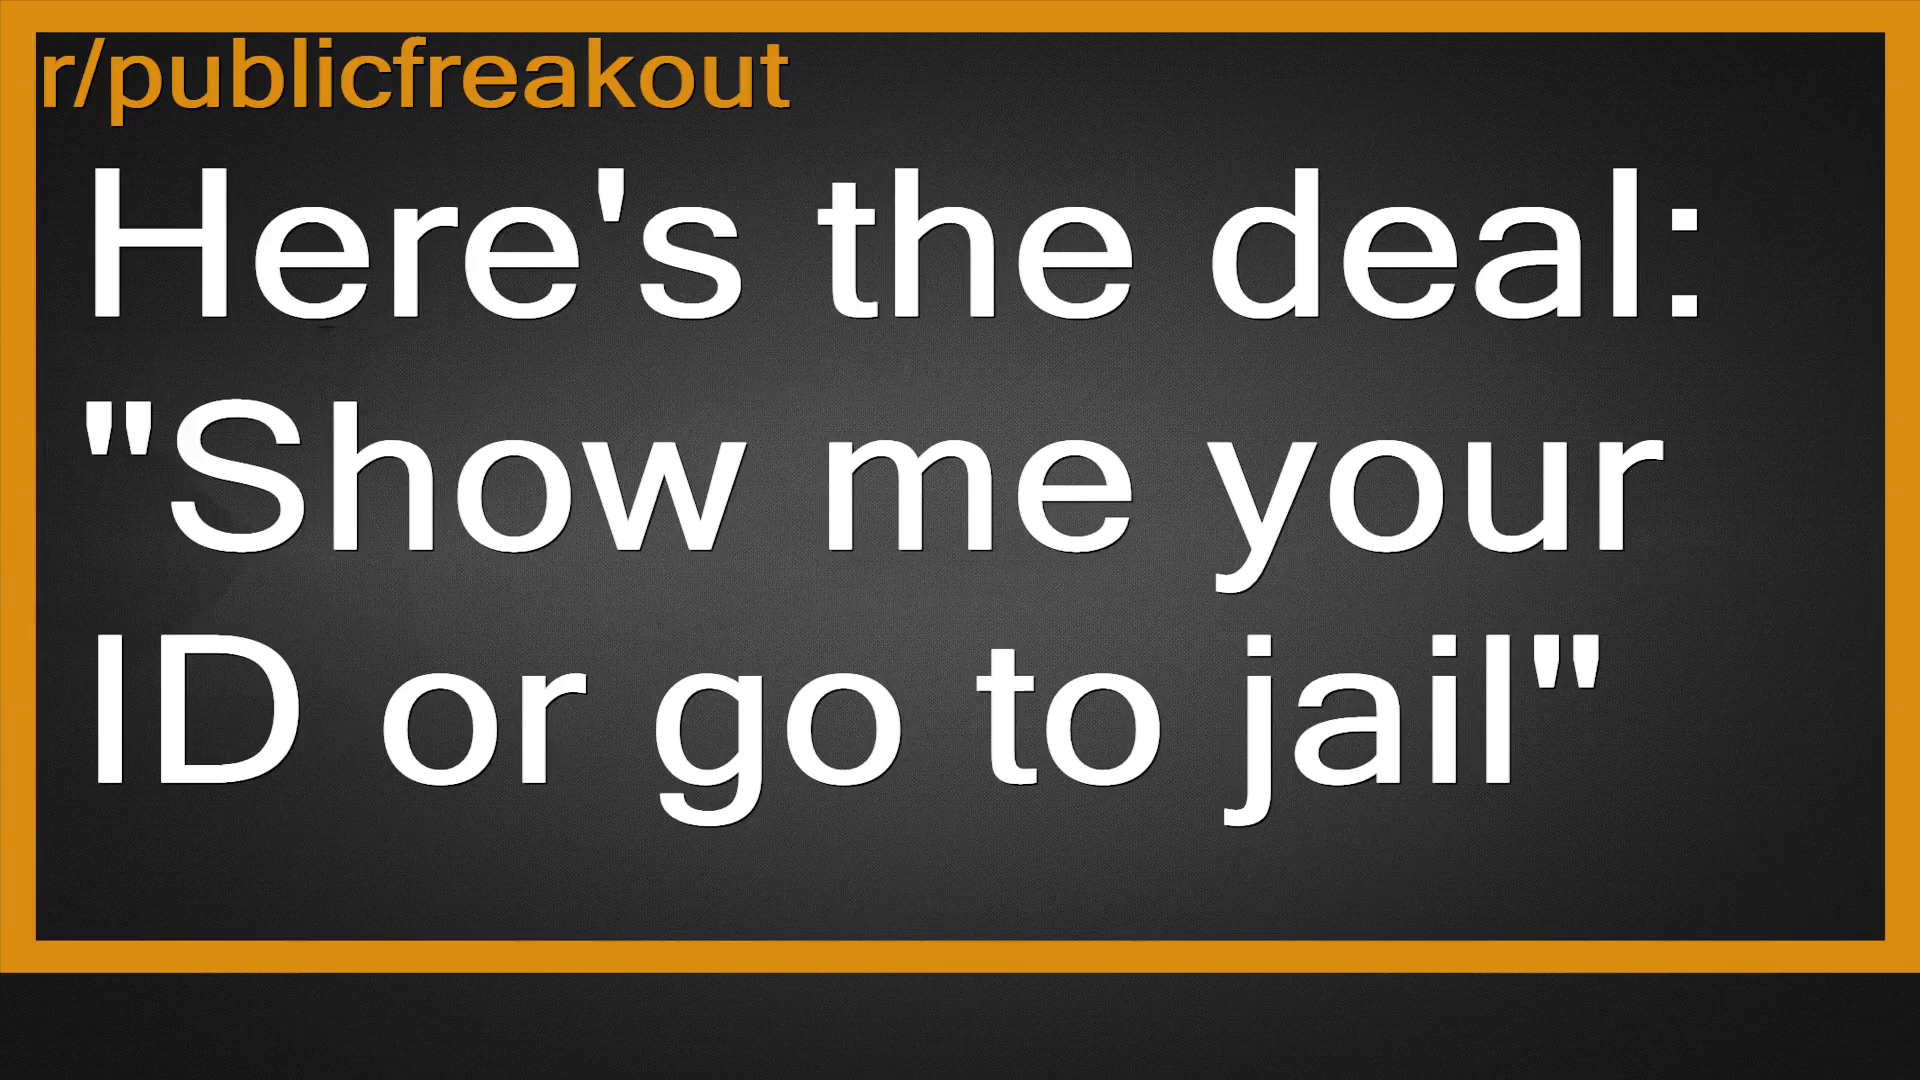 r/publicfreakout
Here's the deal:
"Show me your
ID or go to jail"